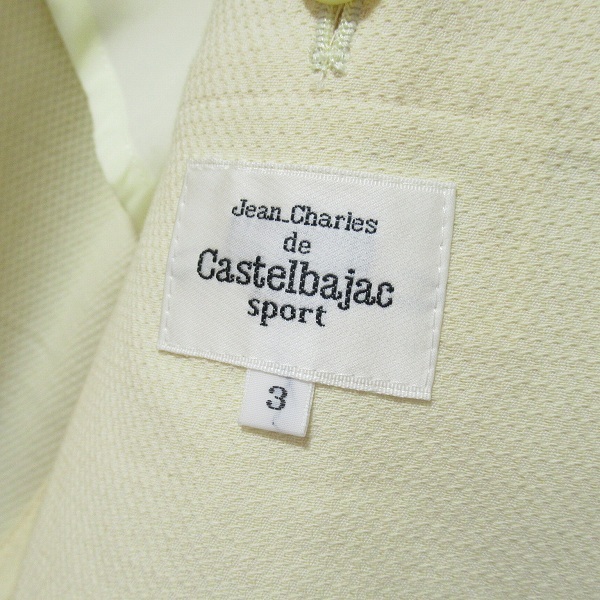 Jean_Charles
de
Castelbajac
sport
3